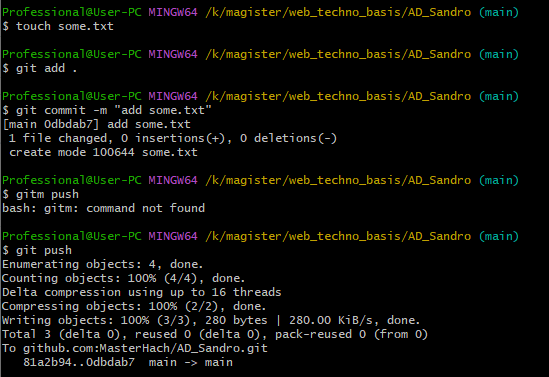 Professional@User-PC MINGW64 /k/magister/web_techno_basis/AD_Sandro (main)
$ touch some.txt
Professional@User-PC MINGW64 /k/magister/web_techno_basis/AD_Sandro (main)
$ git add .
Professional@User-PC MINGW64 /k/magister/web_techno_basis/AD_Sandro (main)
$ git commit -m "add some.txt"
[main 0dbdab7] add some.txt
 1 file changed, 0 insertions(+), 0 deletions(-)
 create mode 100644 some.txt
Professional@User-PC MINGW64 /k/magister/web_techno_basis/AD_Sandro (main)
$ gitm push
bash: gitm: command not found
Professional@User-PC MINGW64 /k/magister/web_techno_basis/AD_Sandro (main)
$ git push
Enumerating objects: 4, done.
Counting objects: 100% (4/4), done.
Delta compression using up to 16 threads
Compressing objects: 100% (2/2), done.
Writing objects: 100% (3/3), 280 bytes | 280.00 KiB/s, done.
Total 3 (delta 0), reused 0 (delta 0), pack-reused 0 (from 0)
To github.com:MasterHach/AD_Sandro.git
   81a2b94..0dbdab7  main -> main